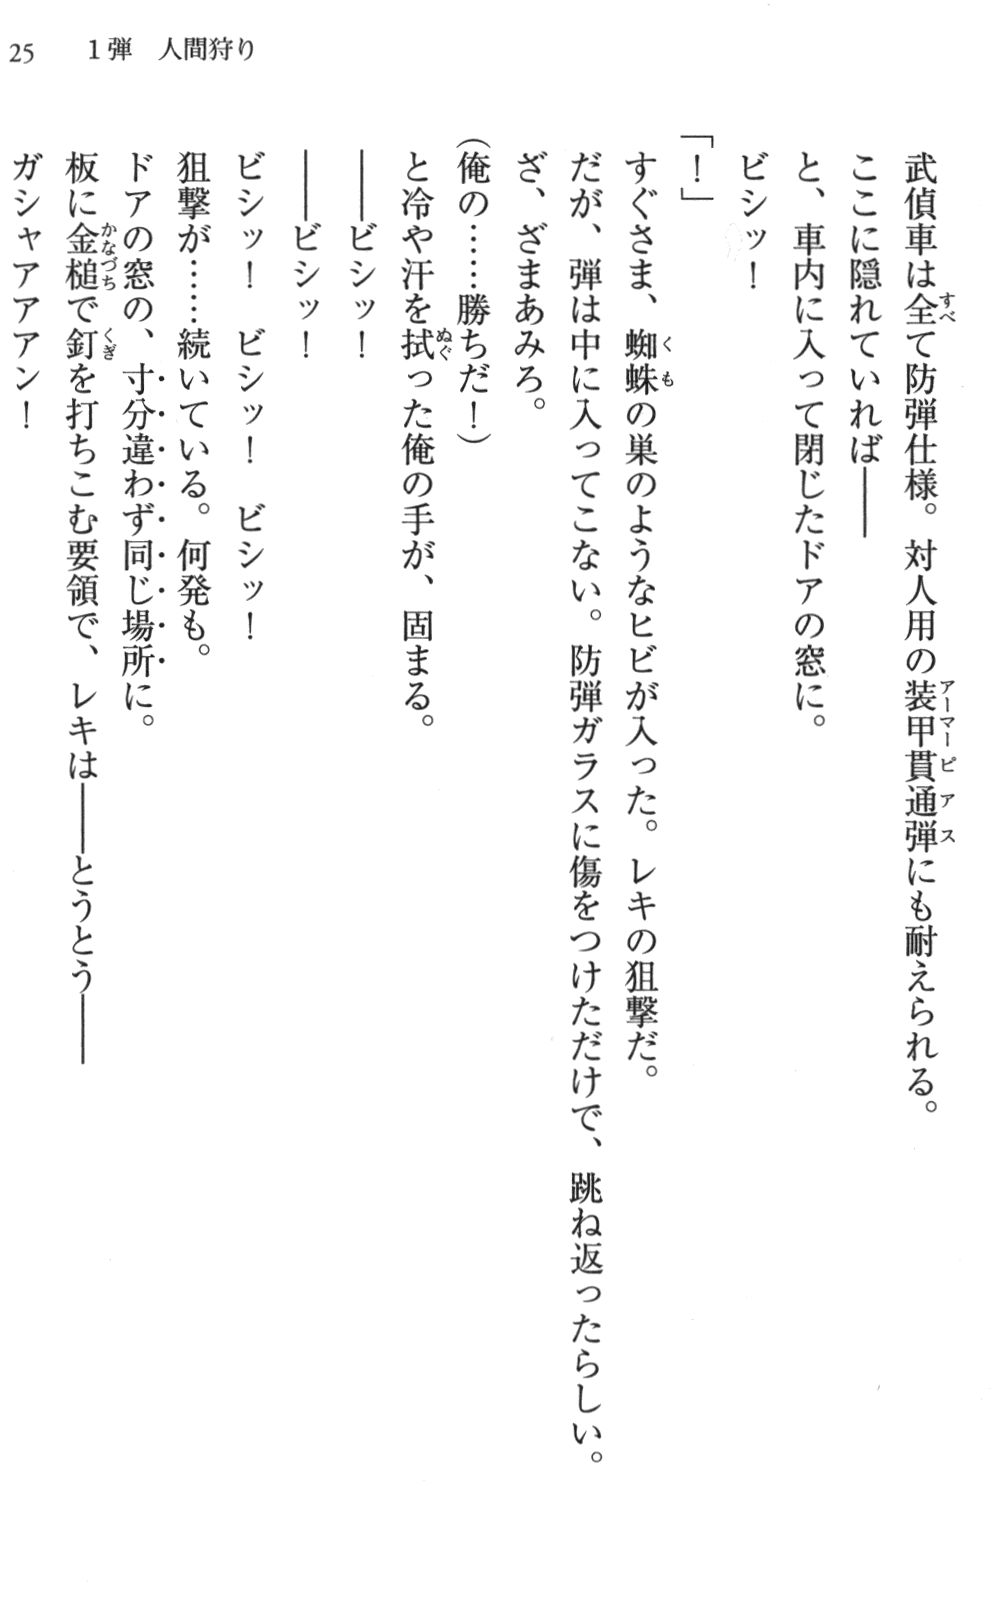 25　1弾　人間狩り
武偵車は全て防弾仕様。対人用の装甲貫通弾にも耐えられる。
ここに隠れていれば――
と、車内に入って閉じたドアの窓に。
ビシッ！
「！」
すぐさま、蜘蛛の巣のようなヒビが入った。レキの狙撃だ。
だが、弾は中に入ってこない。防弾ガラスに傷をつけただけで、跳ね返ったらしい。
ざ、ざまあみろ。
（俺の……勝ちだ！）
と冷や汗を拭った俺の手が、固まる。
――ビシッ！
――ビシッ！
ビシッ！　ビシッ！　ビシッ！
狙撃が……続いている。何発も。
ドアの窓の、寸分違わず同じ場所に。
板に金槌で釘を打ちこむ要領で、レキは――とうとう――
ガシャアアアン！